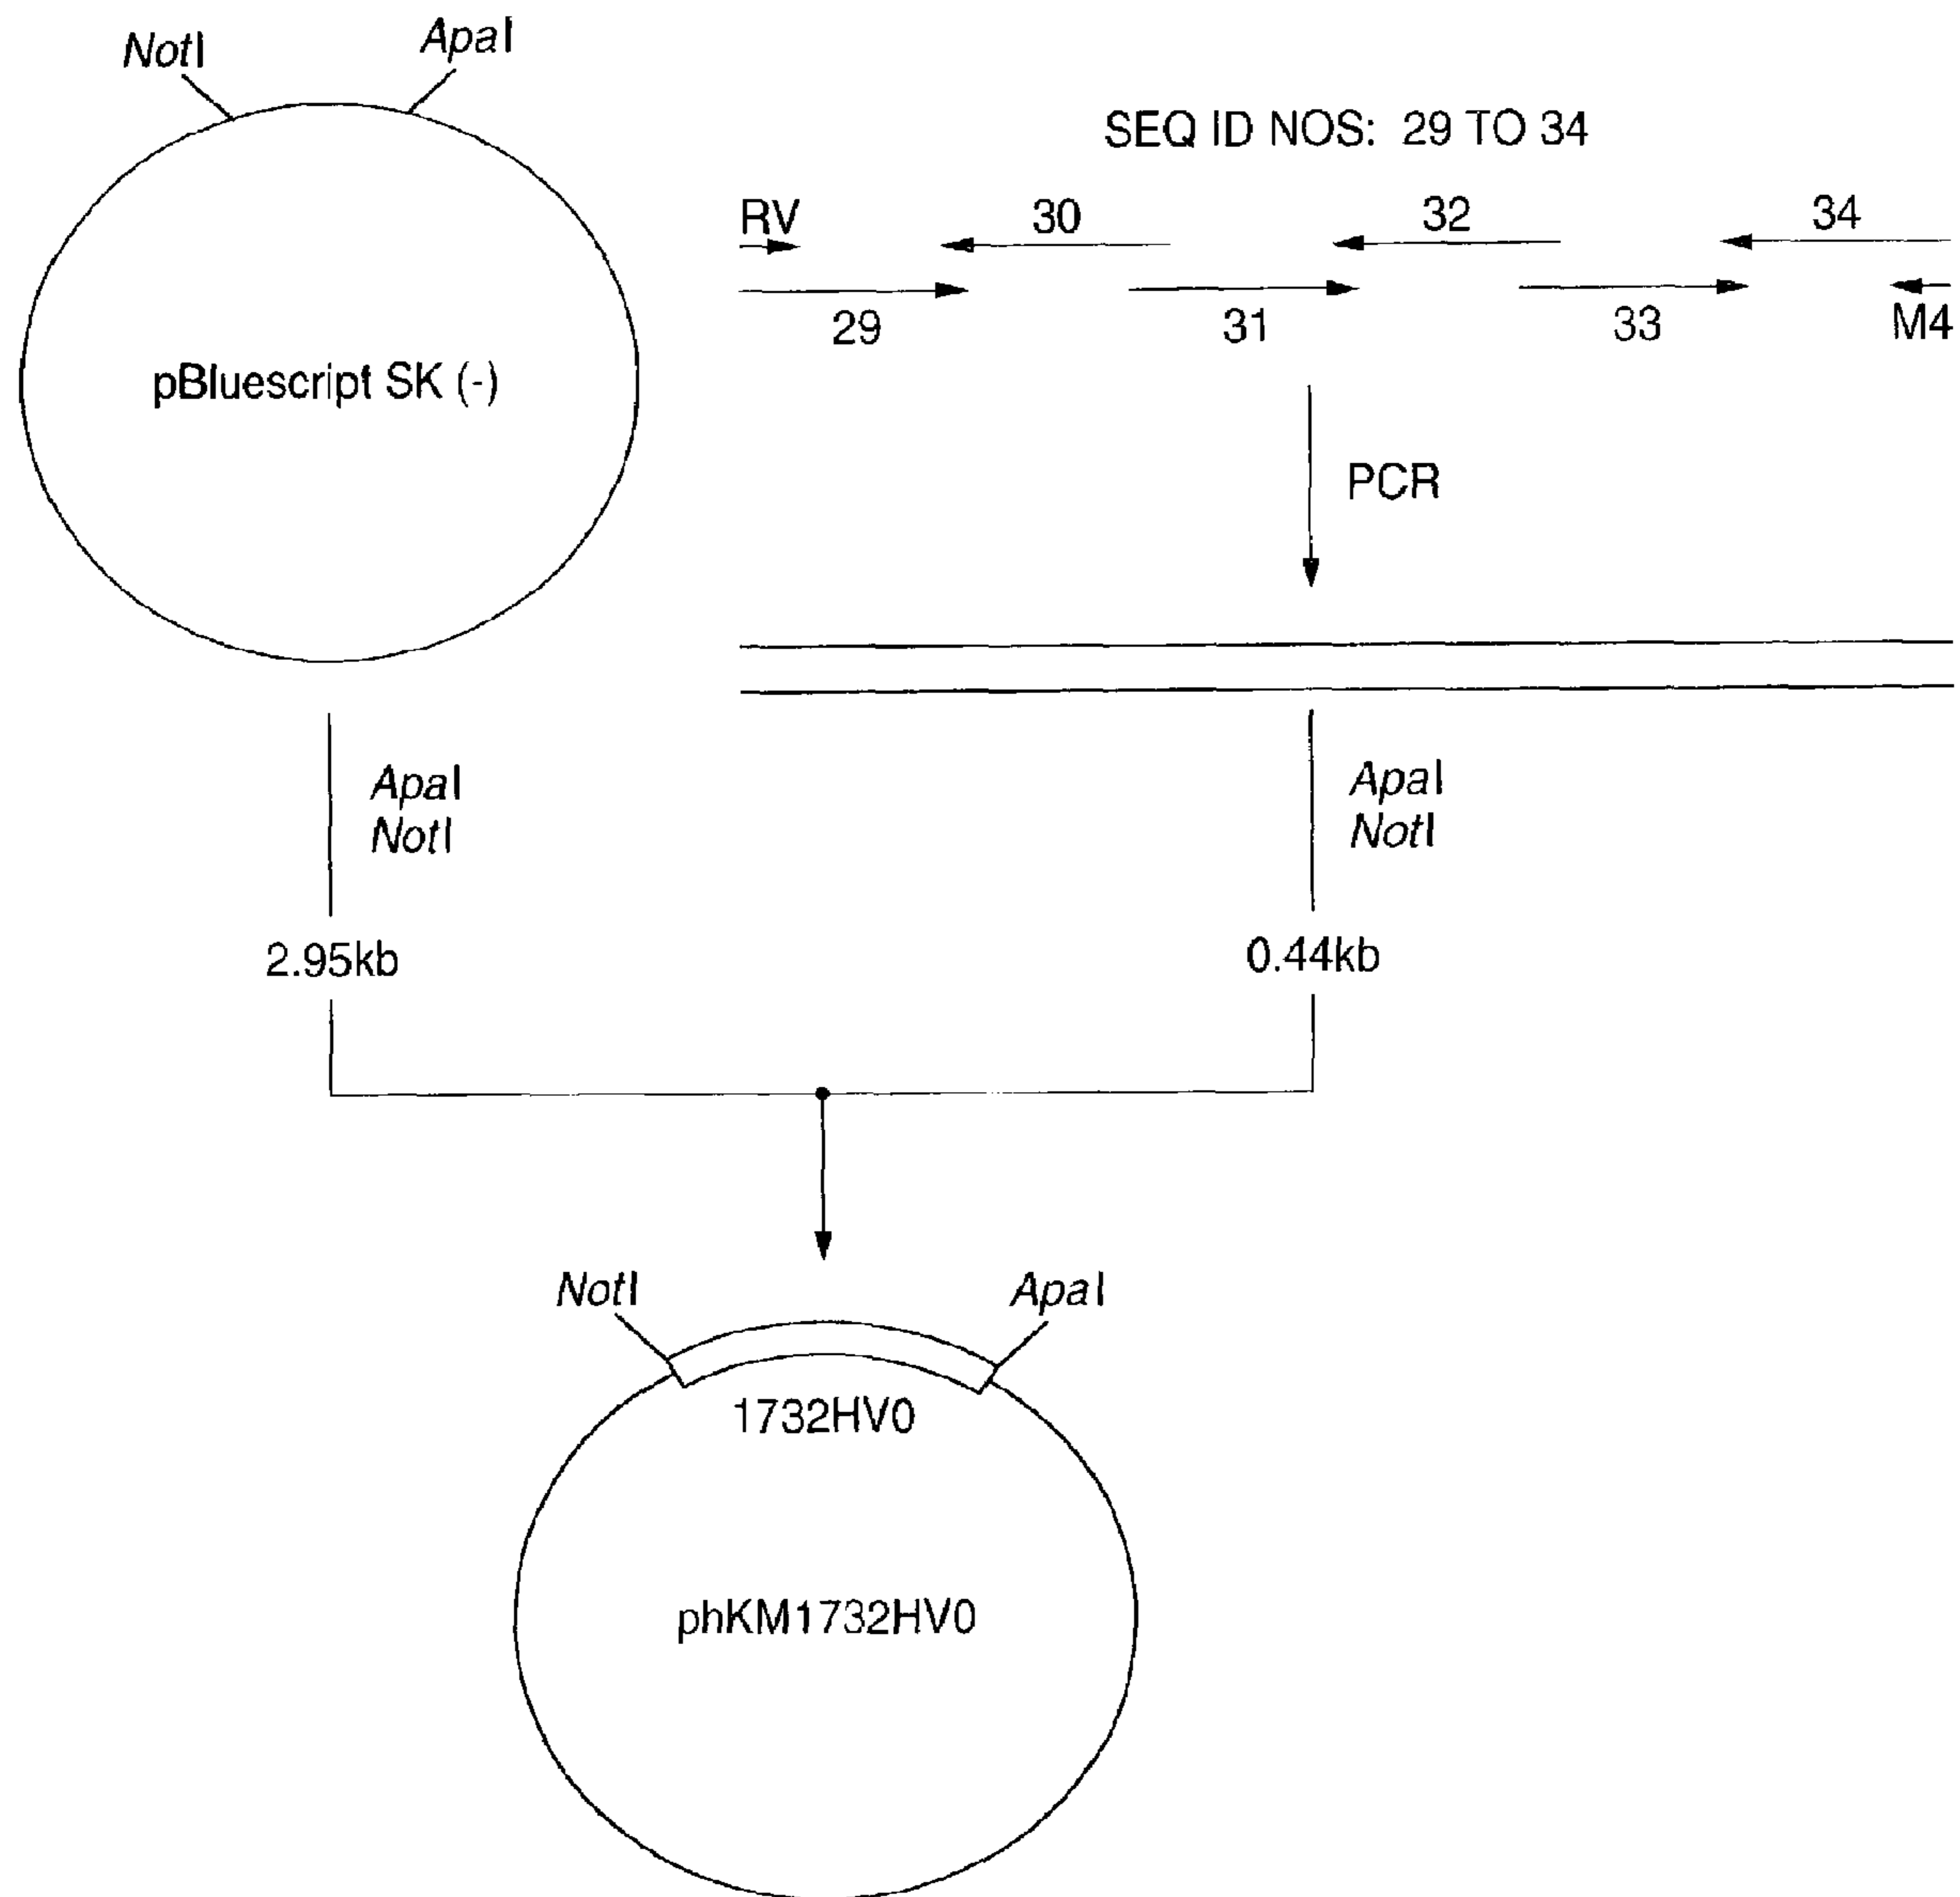 NotI
ApaI
SEQ ID NOS: 29 TO 34
RV
30
32
34
29
31
33
M4
pBluescript SK (-)
PCR
ApaI
NotI
ApaI
NotI
2.95kb
0.44kb
NotI
ApaI
1732HV0
phKM1732HV0